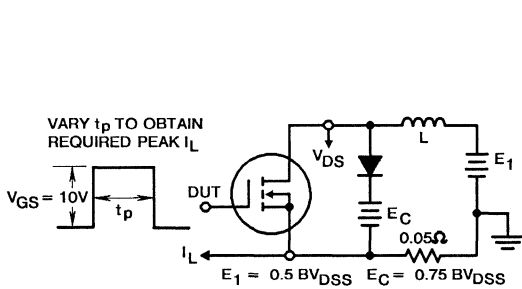 VARY tp TO OBTAIN
REQUIRED PEAK IL
VGS = 10V
tp
DUT
VDS
L
E1
EC
0.05Ω
IL
E1 = 0.5 BVDSS EC = 0.75 BVDSS